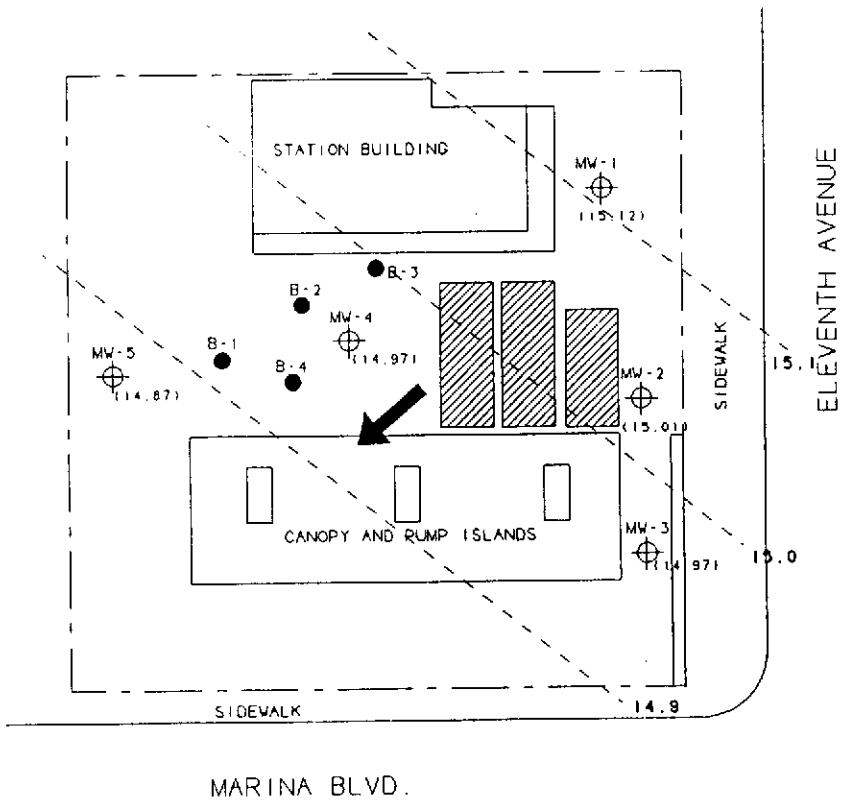 STATION BUILDING
MW-1
(15.12)
B-3
B-2
MW-4
(14.97)
B-1
MW-5
(14.87)
B-4
MW-2
(15.01)
SIDEWALK
15.1
ELEVENTH AVENUE
CANOPY AND PUMP ISLANDS
MW-3
(14.97)
15.0
14.9
SIDEWALK
MARINA BLVD.